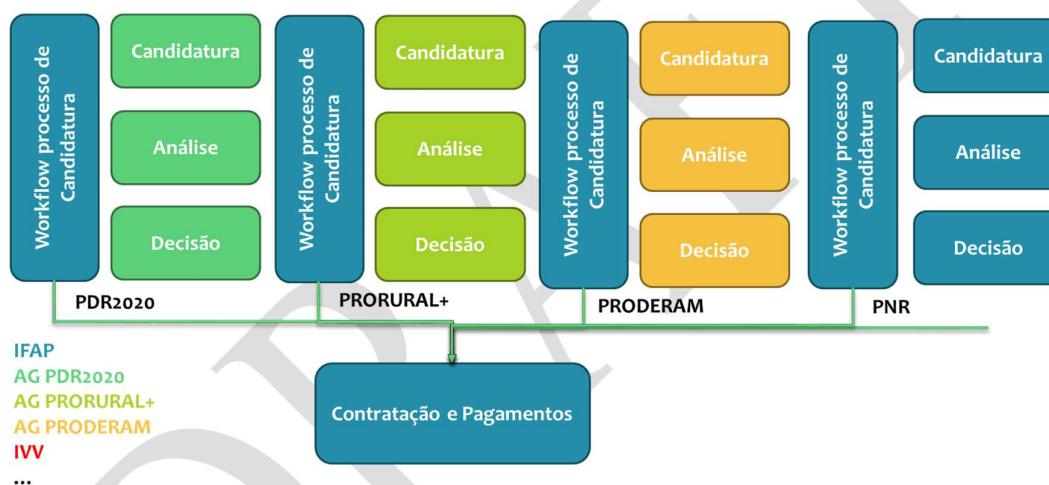 Workflow processo de
Candidatura
Candidatura
Análise
Decisão
PDR2020
Workflow processo de
Candidatura
Candidatura
Análise
Decisão
PRORURAL+
Workflow processo de
Candidatura
Candidatura
Análise
Decisão
PRODERAM
Workflow processo de
Candidatura
Candidatura
Análise
Decisão
PNR
Contratação e Pagamentos
IFAP
AG PDR2020
AG PRORURAL+
AG PRODERAM
IVV
...